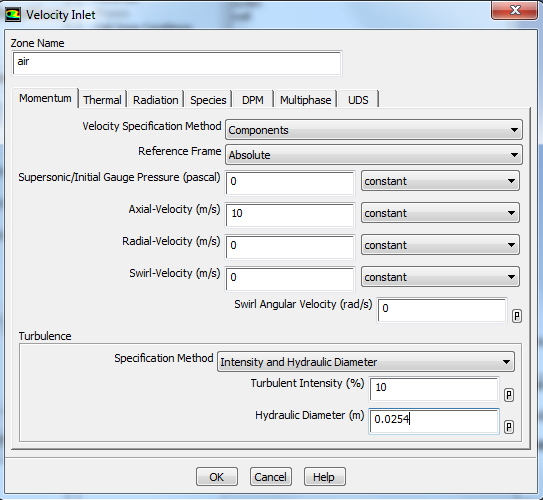 Velocity Inlet
Zone Name
air
Momentum Thermal Radiation Species DPM Multiphase UDS
Velocity Specification Method Components
Reference Frame Absolute
Supersonic/Initial Gauge Pressure (pascal) 0 constant
Axial-Velocity (m/s) 10 constant
Radial-Velocity (m/s) 0 constant
Swirl-Velocity (m/s) 0 constant
Swirl Angular Velocity (rad/s) 0 P
Turbulence
Specification Method Intensity and Hydraulic Diameter
Turbulent Intensity (%) 10 P
Hydraulic Diameter (m) 0.0254 P
OK Cancel Help